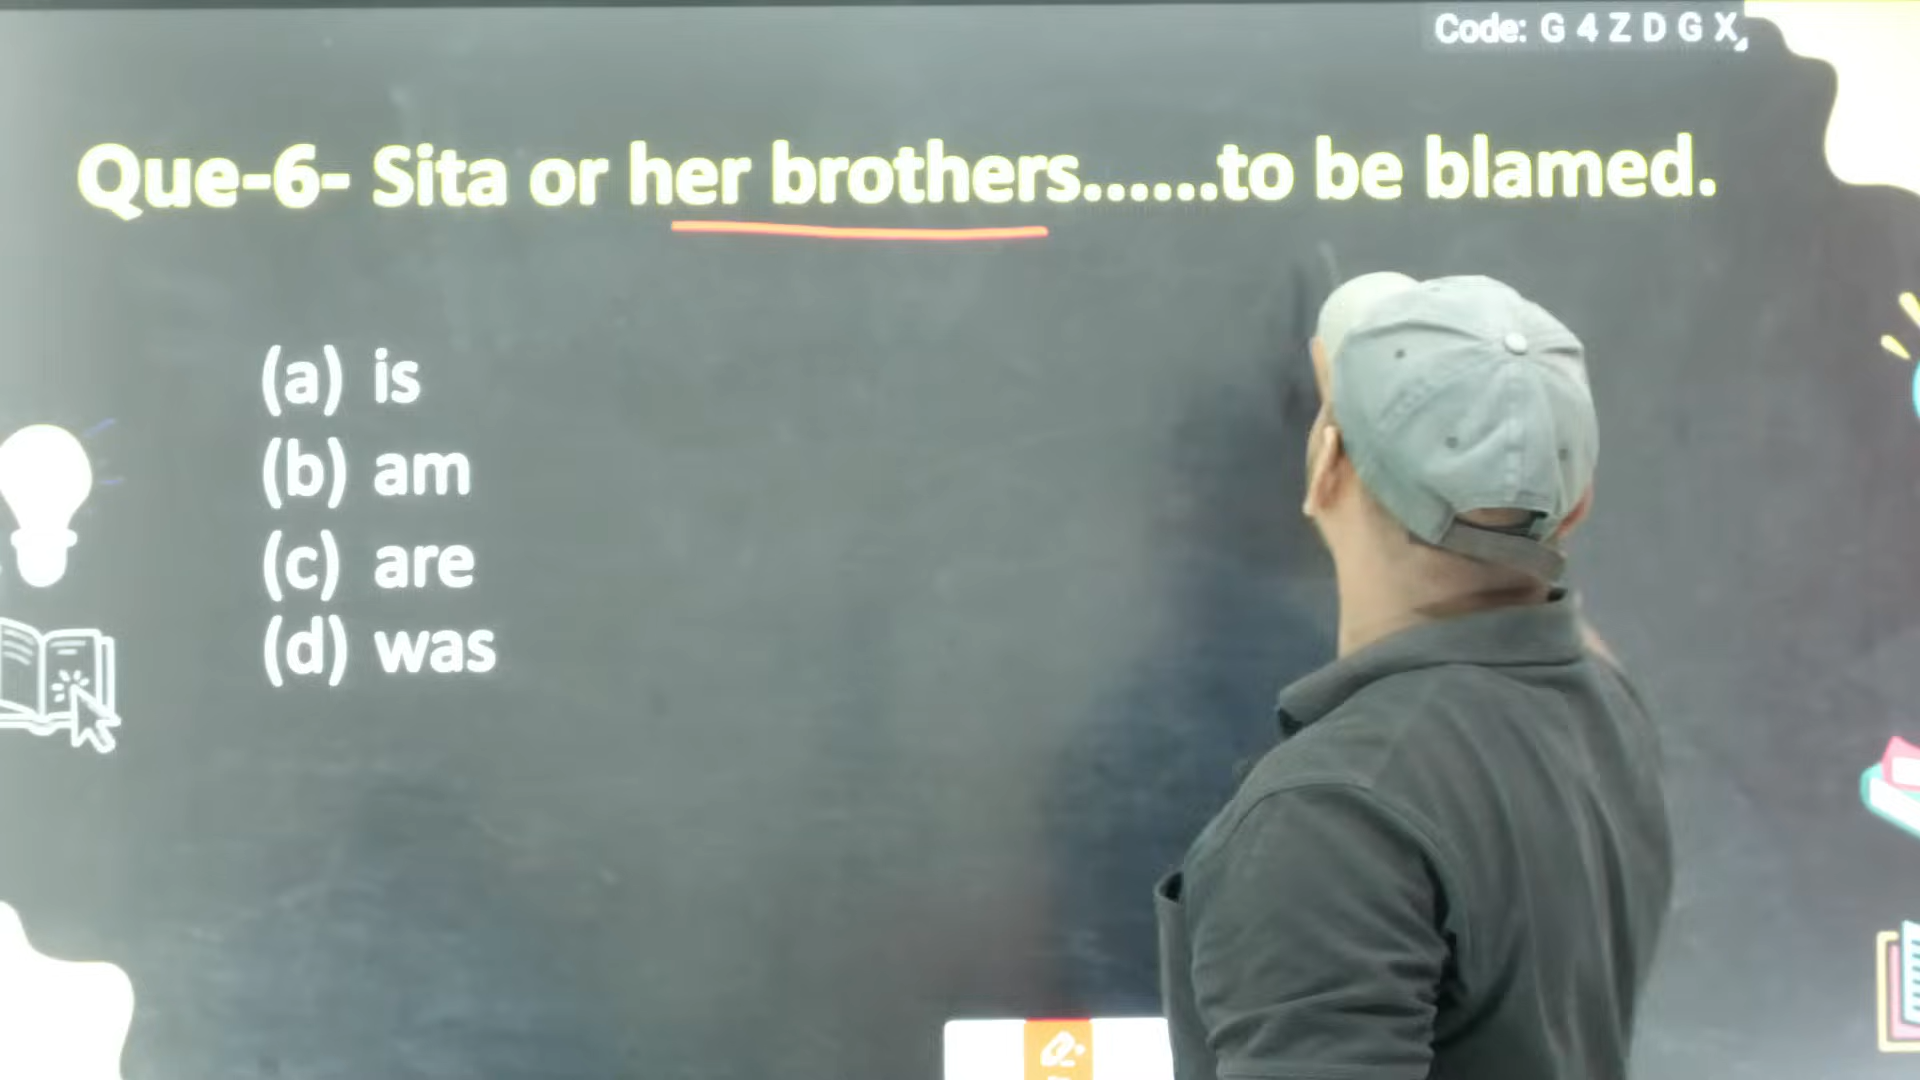 Code: G 4 Z D G X
Que-6- Sita or her brothers......to be blamed.
(a) is
(b) am
(c) are
(d) was